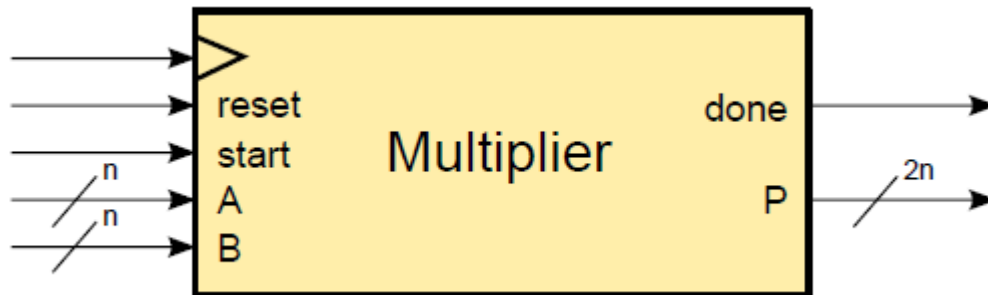 reset
start
n
A
n
B
Multiplier
done
P
2n